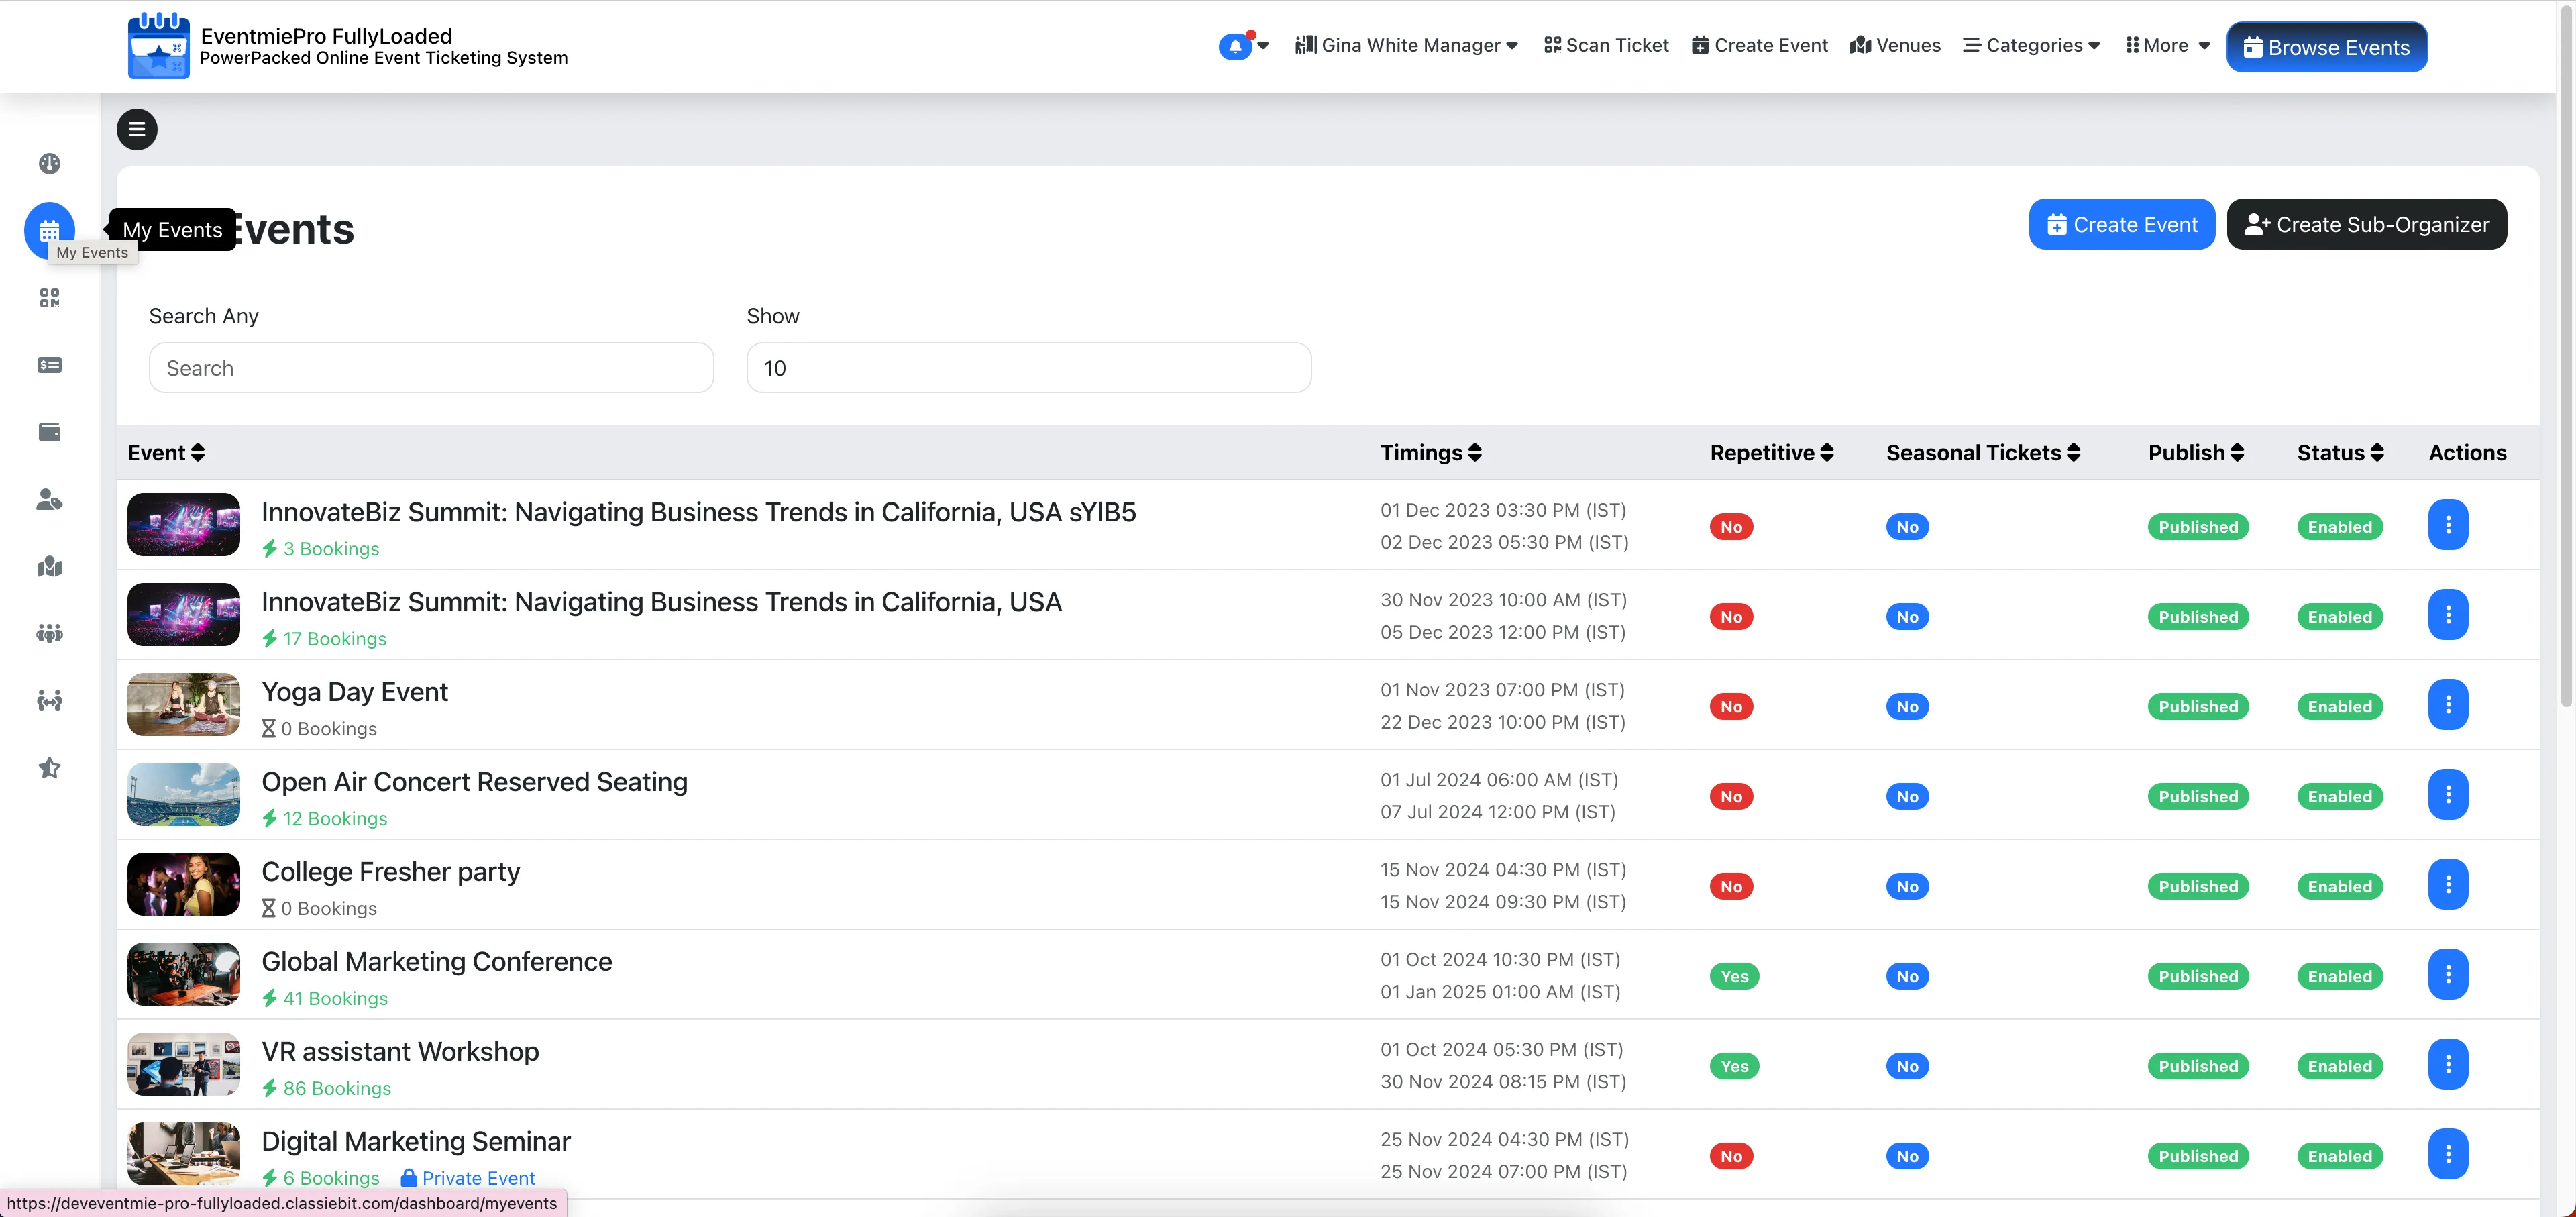 EventmiePro FullyLoaded
PowerPacked Online Event Ticketing System
Gina White Manager
Scan Ticket
Create Event
Venues
Categories
More
Browse Events
My Events
Events
My Events
Create Event
Create Sub-Organizer
Search Any
Show
Search
10
Event
Timings
Repetitive
Seasonal Tickets
Publish
Status
Actions
InnovateBiz Summit: Navigating Business Trends in California, USA sYlB5
3 Bookings
01 Dec 2023 03:30 PM (IST)
02 Dec 2023 05:30 PM (IST)
No
No
Published
Enabled
InnovateBiz Summit: Navigating Business Trends in California, USA
17 Bookings
30 Nov 2023 10:00 AM (IST)
05 Dec 2023 12:00 PM (IST)
No
No
Published
Enabled
Yoga Day Event
0 Bookings
01 Nov 2023 07:00 PM (IST)
22 Dec 2023 10:00 PM (IST)
No
No
Published
Enabled
Open Air Concert Reserved Seating
12 Bookings
01 Jul 2024 06:00 AM (IST)
07 Jul 2024 12:00 PM (IST)
No
No
Published
Enabled
College Fresher party
0 Bookings
15 Nov 2024 04:30 PM (IST)
15 Nov 2024 09:30 PM (IST)
No
No
Published
Enabled
Global Marketing Conference
41 Bookings
01 Oct 2024 10:30 PM (IST)
01 Jan 2025 01:00 AM (IST)
Yes
No
Published
Enabled
VR assistant Workshop
86 Bookings
01 Oct 2024 05:30 PM (IST)
30 Nov 2024 08:15 PM (IST)
Yes
No
Published
Enabled
Digital Marketing Seminar
6 Bookings
Private Event
25 Nov 2024 04:30 PM (IST)
25 Nov 2024 07:00 PM (IST)
No
No
Published
Enabled
https://deveventmie-pro-fullyloaded.classiebit.com/dashboard/myevents